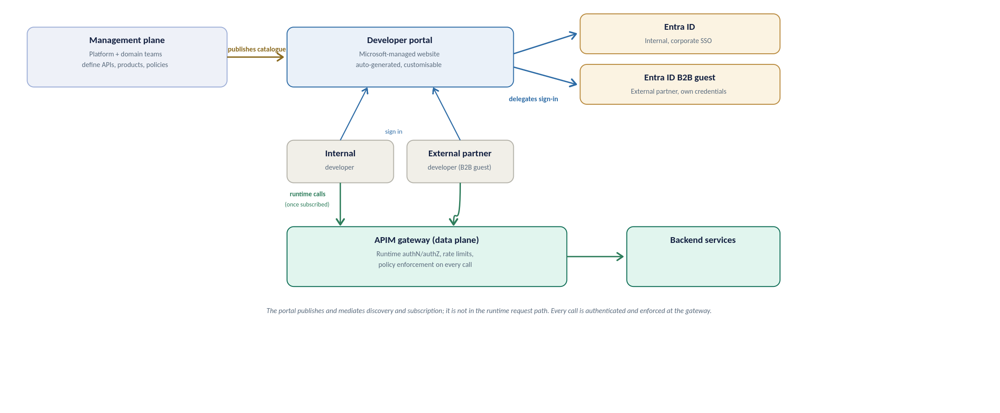 Management plane
Platform + domain teams
define APIs, products, policies
publishes catalogue
Developer portal
Microsoft-managed website
auto-generated, customisable
Entra ID
Internal, corporate SSO
Entra ID B2B guest
External partner, own credentials
delegates sign-in
sign in
Internal
developer
External partner
developer (B2B guest)
runtime calls
(once subscribed)
APIM gateway (data plane)
Runtime authN/authZ, rate limits,
policy enforcement on every call
Backend services
The portal publishes and mediates discovery and subscription; it is not in the runtime request path. Every call is authenticated and enforced at the gateway.